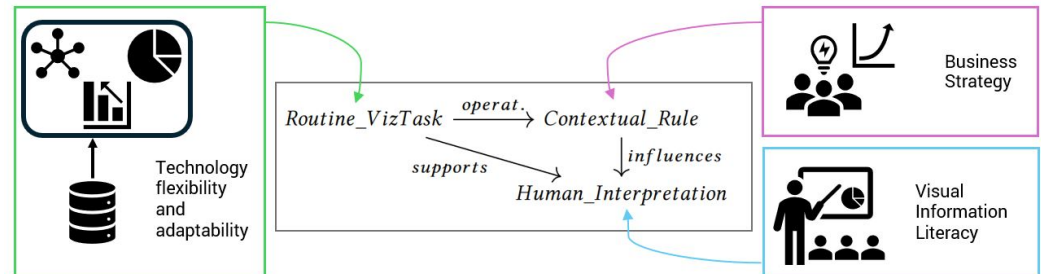 Technology
flexibility
and
adaptability
operat.
Routine_VizTask
Contextual_Rule
supports
influences
Human_Interpretation
Business
Strategy
Visual
Information
Literacy